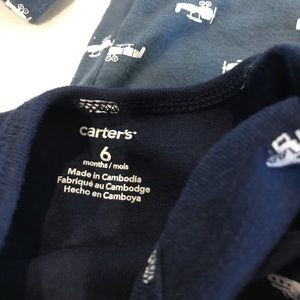 carter's
6
months / mois
Made in Cambodia
Fabriqué au Cambodge
Hecho en Camboya